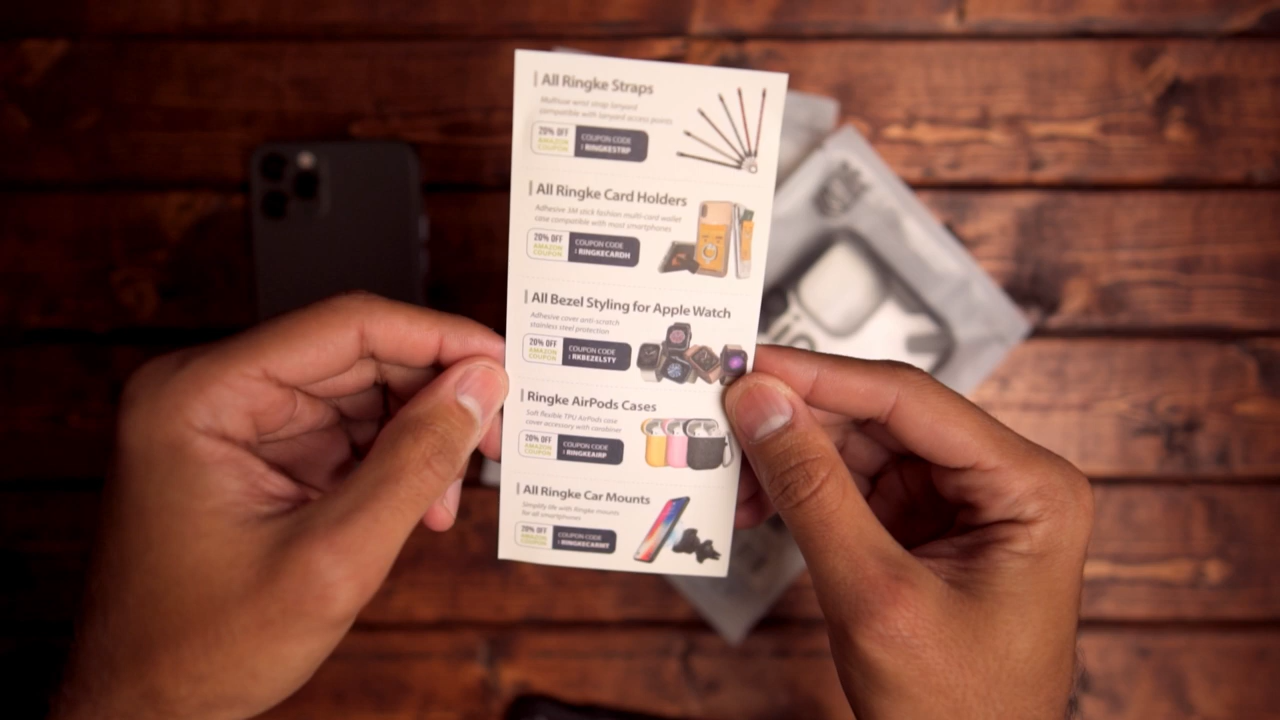 All Ringke Straps
Multiuse wrist strap lanyard
compatible with lanyard access points
20% OFF
AMAZON
COUPON
COUPON CODE
: RINGKESTRP
All Ringke Card Holders
Adhesive 3M stick fashion multi-card wallet
case compatible with most smartphones
20% OFF
AMAZON
COUPON
COUPON CODE
: RINGKECARDH
All Bezel Styling for Apple Watch
Adhesive cover anti-scratch
stainless steel protection
20% OFF
AMAZON
COUPON
COUPON CODE
: RKBEZELSTY
Ringke AirPods Cases
Soft flexible TPU AirPods case
cover accessory with carabiner
20% OFF
AMAZON
COUPON
COUPON CODE
: RINGKEAIRP
All Ringke Car Mounts
Simplify life with Ringke mounts
for all smartphones
20% OFF
AMAZON
COUPON
COUPON CODE
: RINGKECARMT